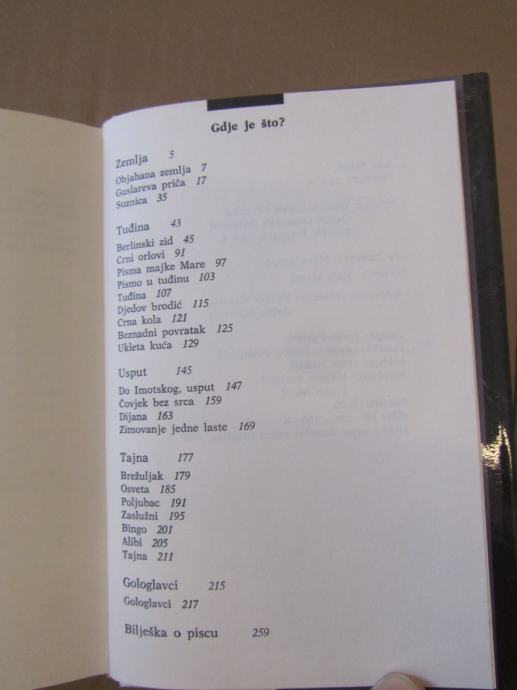 Gdje je što?
Zemlja 5
Objahana zemlja 7
Guslareva priča 17
Suznica 35
Tuđina 43
Berlinski zid 45
Crni orlovi 91
Pisma majke Mare 97
Pismo u tuđinu 103
Tuđina 107
Djedov brodić 115
Crna kola 121
Beznadni povratak 125
Ukleta kuća 129
Usput 145
Do Imotskog, usput 147
Čovjek bez srca 159
Dijana 163
Zimovanje jedne laste 169
Tajna 177
Brežuljak 179
Osveta 185
Poljubac 191
Zaslužni 195
Bingo 201
Alibi 205
Tajna 211
Gologlavci 215
Gologlavci 217
Bilješka o piscu 259